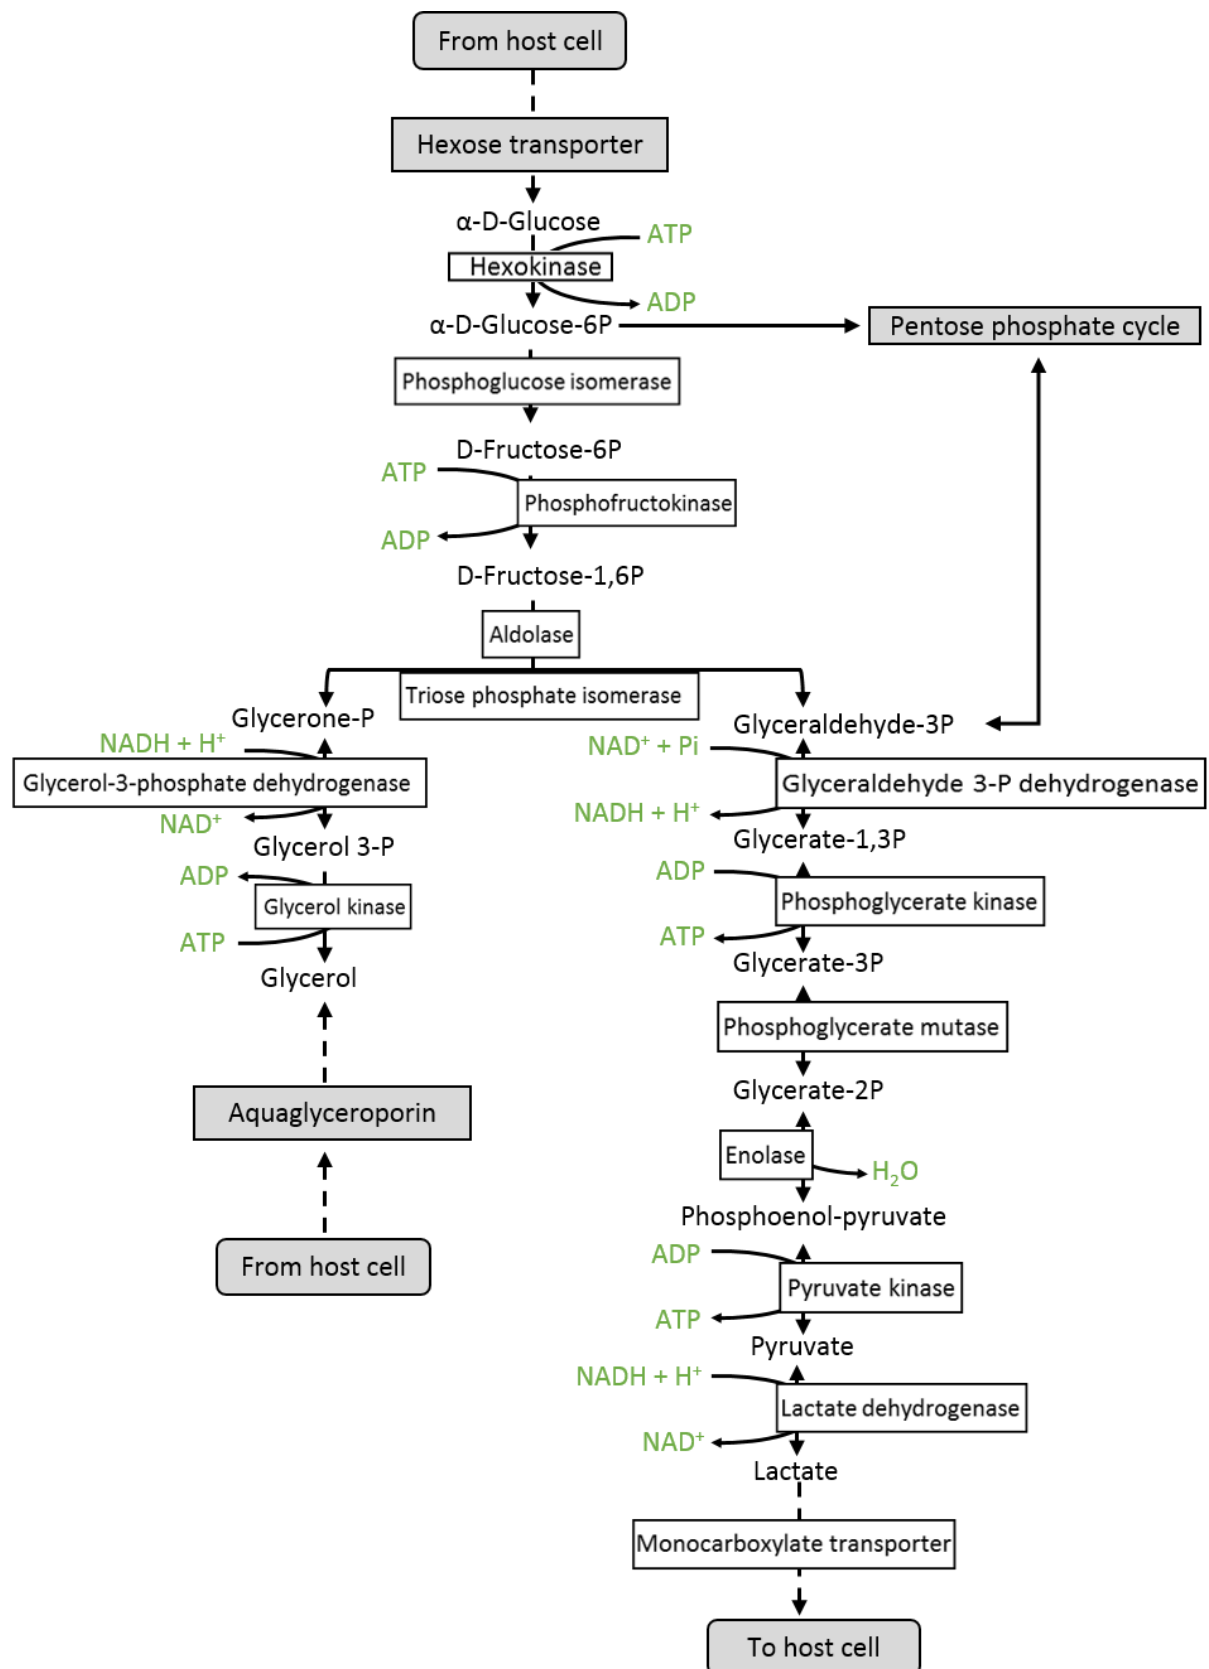 From host cell
Hexose transporter
α-D-Glucose
ATP
Hexokinase
ADP
α-D-Glucose-6P
Pentose phosphate cycle
Phosphoglucose isomerase
D-Fructose-6P
ATP
Phosphofructokinase
ADP
D-Fructose-1,6P
Aldolase
Triose phosphate isomerase
Glycerone-P
NADH + H⁺
Glycerol-3-phosphate dehydrogenase
NAD⁺
Glycerol 3-P
ADP
Glycerol kinase
ATP
Glycerol
Aquaglyceroporin
From host cell
Glyceraldehyde-3P
NAD⁺ + Pi
Glyceraldehyde 3-P dehydrogenase
NADH + H⁺
Glycerate-1,3P
ADP
Phosphoglycerate kinase
ATP
Glycerate-3P
Phosphoglycerate mutase
Glycerate-2P
Enolase
H₂O
Phosphoenol-pyruvate
ADP
Pyruvate kinase
ATP
Pyruvate
NADH + H⁺
Lactate dehydrogenase
NAD⁺
Lactate
Monocarboxylate transporter
To host cell